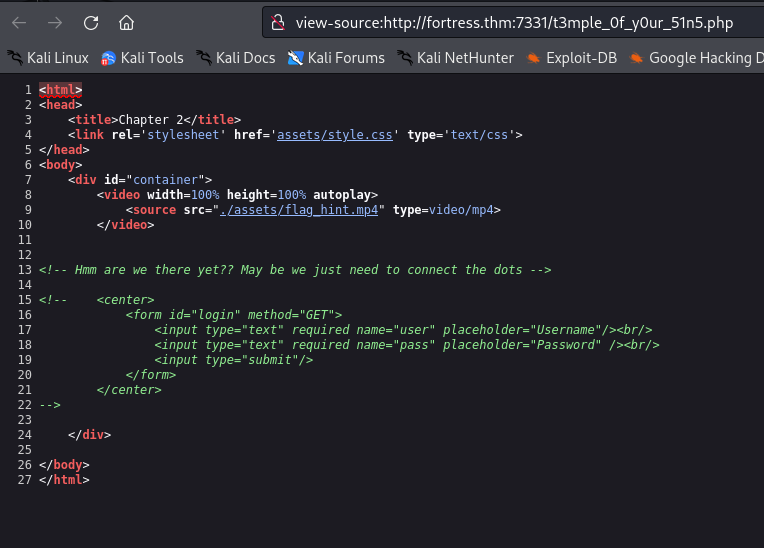 view-source:http://fortress.thm:7331/t3mple_0f_y0ur_51n5.php
Kali Linux Kali Tools Kali Docs Kali Forums Kali NetHunter Exploit-DB Google Hacking D
1 <html>
2 <head>
3 <title>Chapter 2</title>
4 <link rel='stylesheet' href='assets/style.css' type='text/css'>
5 </head>
6 <body>
7 <div id="container">
8 <video width=100% height=100% autoplay>
9 <source src="./assets/flag_hint.mp4" type=video/mp4>
10 </video>
11
12
13 <!-- Hmm are we there yet?? May be we just need to connect the dots -->
14
15 <!-- <center>
16 <form id="login" method="GET">
17 <input type="text" required name="user" placeholder="Username"/><br/>
18 <input type="text" required name="pass" placeholder="Password" /><br/>
19 <input type="submit"/>
20 </form>
21 </center>
22 -->
23
24 </div>
25
26 </body>
27 </html>